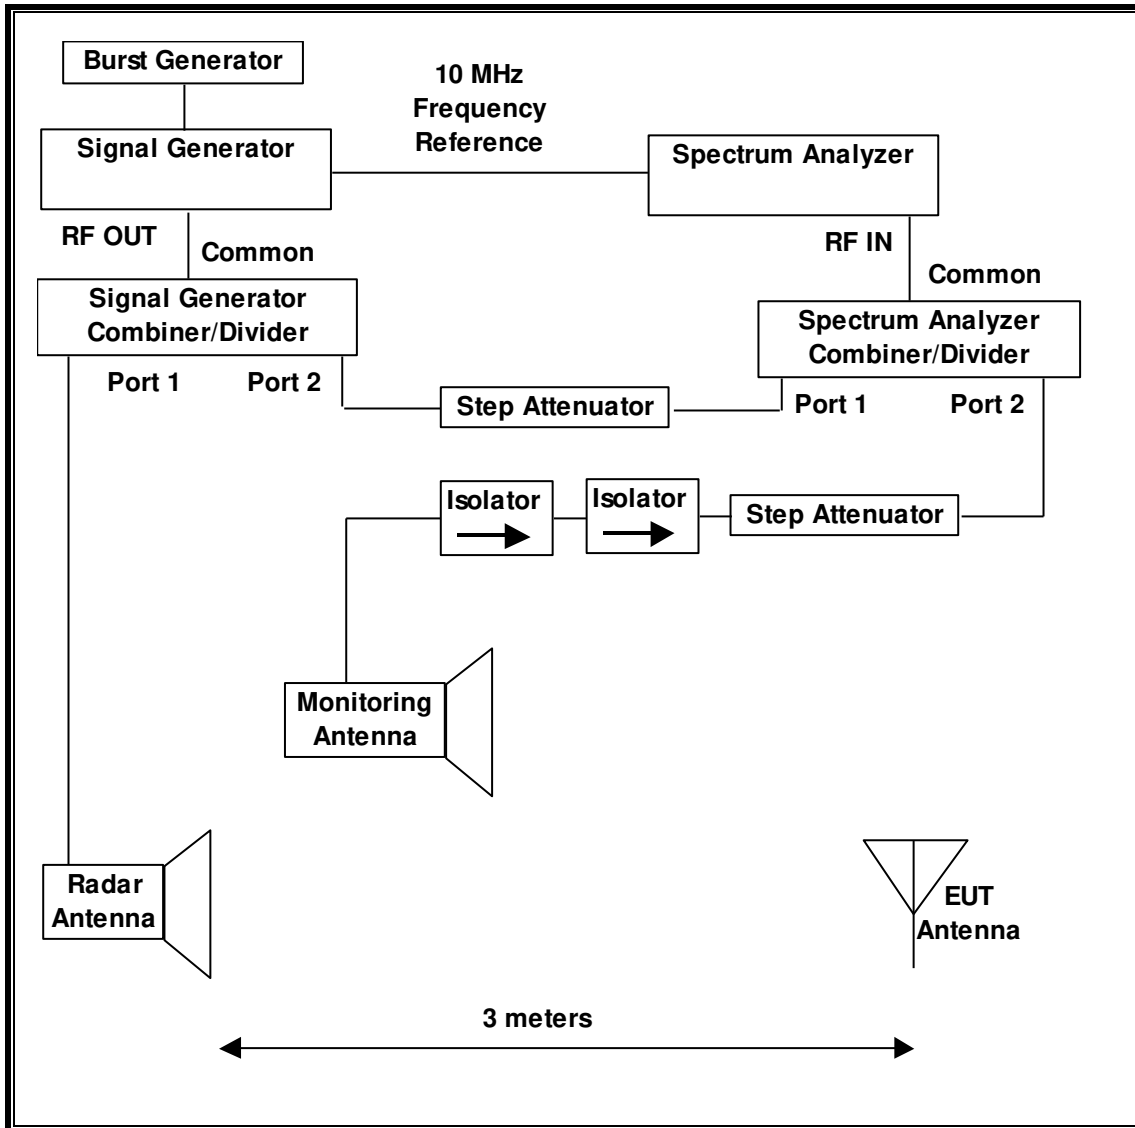 Burst Generator
10 MHz
Frequency
Reference
Signal Generator
Spectrum Analyzer
RF OUT
Common
RF IN
Common
Signal Generator
Combiner/Divider
Spectrum Analyzer
Combiner/Divider
Port 1
Port 2
Step Attenuator
Port 1
Port 2
Isolator
Isolator
Step Attenuator
Monitoring
Antenna
Radar
Antenna
EUT
Antenna
3 meters